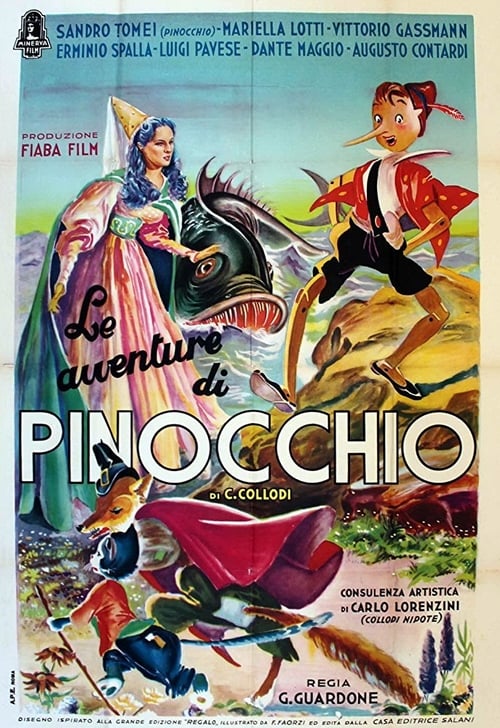 MINERVA
FILM
SANDRO TOMEI (PINOCCHIO) - MARIELLA LOTTI - VITTORIO GASSMANN -
ERMINIO SPALLA - LUIGI PAVESE - DANTE MAGGIO - AUGUSTO CONTARDI
PRODUZIONE
FIABA FILM
Le
avventure
di
PINOCCHIO
DI C. COLLODI
CONSULENZA ARTISTICA
DI CARLO LORENZINI
(COLLODI NIPOTE)
REGIA
G. GUARDONE
A.P.E. ROMA
DISEGNO ISPIRATO ALLA GRANDE EDIZIONE "REGALO, ILLUSTRATO DA F. FAORZI ED EDITA DALLA CASA EDITRICE SALANI